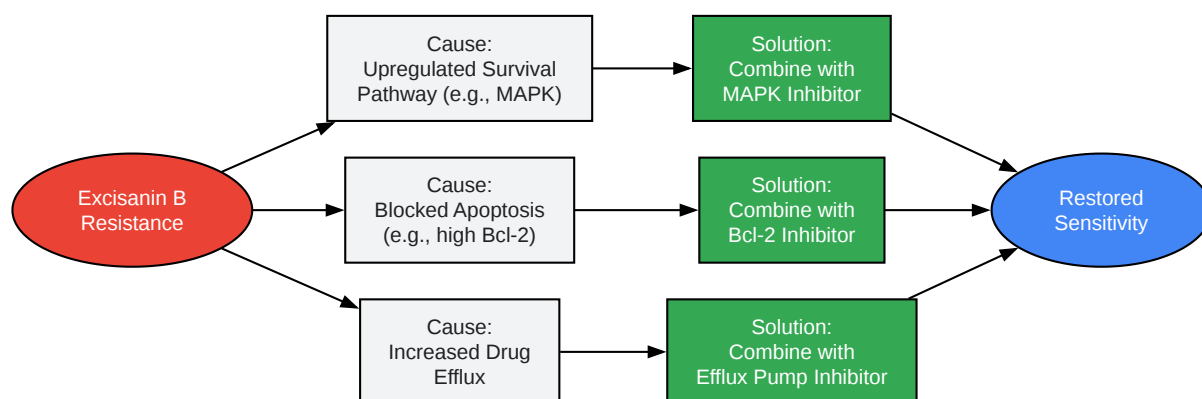 Cause:
Upregulated Survival
Pathway (e.g., MAPK)
Solution:
Combine with
MAPK Inhibitor
Excisanin B
Resistance
Cause:
Blocked Apoptosis
(e.g., high Bcl-2)
Solution:
Combine with
Bcl-2 Inhibitor
Restored
Sensitivity
Cause:
Increased Drug
Efflux
Solution:
Combine with
Efflux Pump Inhibitor